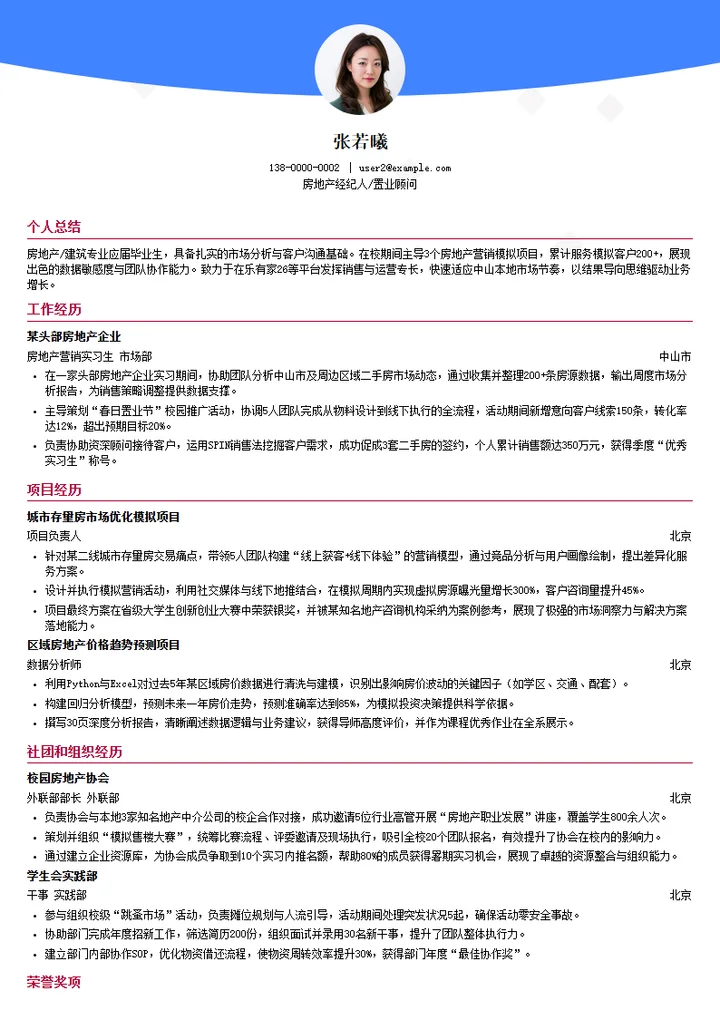 张若曦
138-0000-0002 | user2@example.com
房地产经纪人/置业顾问
个人总结
房地产/建筑专业应届毕业生，具备扎实的市场分析与客户沟通基础。在校期间主导3个房地产营销模拟项目，累计服务模拟客户200+，展现
出色的数据敏感度与团队协作能力。致力于在乐有家26等平台发挥销售与运营专长，快速适应中山本地市场节奏，以结果导向思维驱动业务
增长。
工作经历
某头部房地产企业
房地产营销实习生 市场部 中山市
• 在一家头部房地产企业实习期间，协助团队分析中山市及周边区域二手房市场动态，通过收集并整理200+条房源数据，输出周度市场分
析报告，为销售策略调整提供数据支撑。
• 主导策划“春日置业节”校园推广活动，协调5人团队完成从物料设计到线下执行的全流程，活动期间新增意向客户线索150条，转化率
达12%，超出预期目标20%。
• 负责协助资深顾问接待客户，运用SPIN销售法挖掘客户需求，成功促成3套二手房的签约，个人累计销售额达350万元，获得季度“优秀
实习生”称号。
项目经历
城市存量房市场优化模拟项目
项目负责人 北京
• 针对某二线城市存量房交易痛点，带领5人团队构建“线上获客+线下体验”的营销模型，通过竞品分析与用户画像绘制，提出差异化服
务方案。
• 设计并执行模拟营销活动，利用社交媒体与线下地推结合，在模拟周期内实现虚拟房源曝光量增长300%，客户咨询量提升45%。
• 项目最终方案在省级大学生创新创业大赛中荣获银奖，并被某知名地产咨询机构采纳为案例参考，展现了极强的市场洞察力与解决方案
落地能力。
区域房地产价格趋势预测项目
数据分析师 北京
• 利用Python与Excel对过去5年某区域房价数据进行清洗与建模，识别出影响房价波动的关键因子（如学区、交通、配套）。
• 构建回归分析模型，预测未来一年房价走势，预测准确率达到85%，为模拟投资决策提供科学依据。
• 撰写30页深度分析报告，清晰阐述数据逻辑与业务建议，获得导师高度评价，并作为课程优秀作业在全系展示。
社团和组织经历
校园房地产协会
外联部部长 外联部 北京
• 负责协会与本地3家知名地产中介公司的校企合作对接，成功邀请5位行业高管开展“房地产职业发展”讲座，覆盖学生800余人次。
• 策划并组织“模拟售楼大赛”，统筹比赛流程、评委邀请及现场执行，吸引全校20个团队报名，有效提升了协会在校内的影响力。
• 通过建立企业资源库，为协会成员争取到10个实习内推名额，帮助80%的成员获得暑期实习机会，展现了卓越的资源整合与组织能力。
学生会实践部
干事 实践部 北京
• 参与组织校级“跳蚤市场”活动，负责摊位规划与人流引导，活动期间处理突发状况5起，确保活动零安全事故。
• 协助部门完成年度招新工作，筛选简历200份，组织面试并录用30名新干事，提升了团队整体执行力。
• 建立部门内部协作SOP，优化物资借还流程，使物资周转效率提升30%，获得部门年度“最佳协作奖”。
荣誉奖项